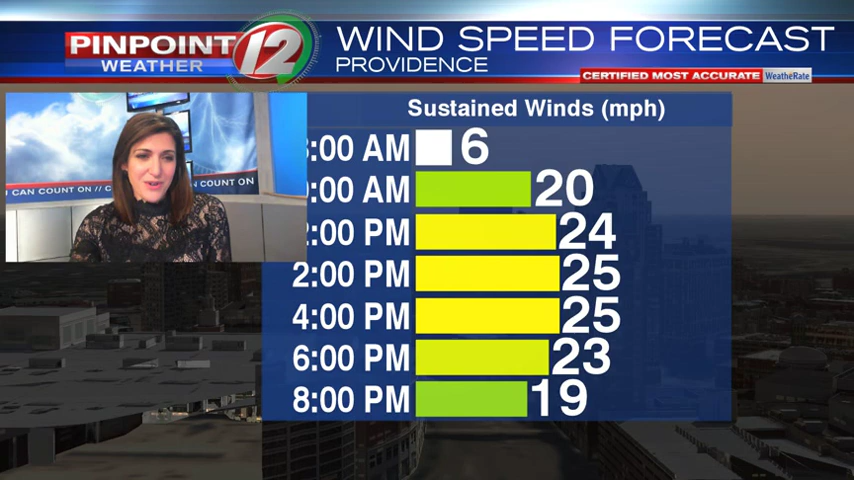 PINPOINT
WEATHER
12
WIND SPEED FORECAST
PROVIDENCE
CERTIFIED MOST ACCURATE WeatheRate
Sustained Winds (mph)
:00 AM 6
:00 AM 20
:00 PM 24
2:00 PM 25
4:00 PM 25
6:00 PM 23
8:00 PM 19
CAN COUNT ON // C
COUNT ON